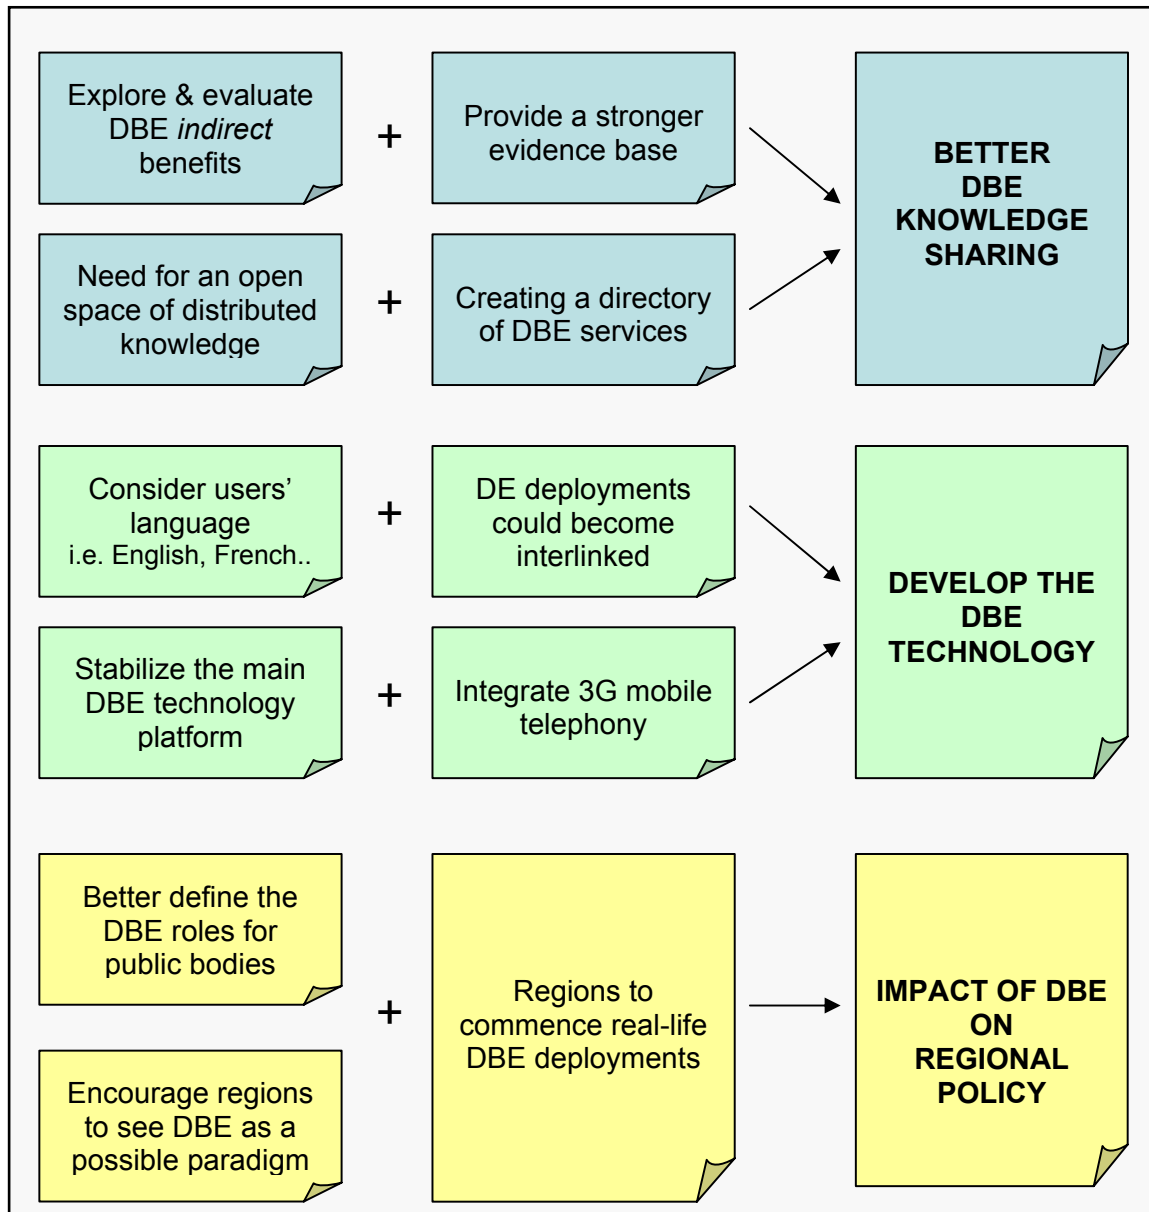 Explore & evaluate
DBE indirect
benefits
+
Provide a stronger
evidence base
Need for an open
space of distributed
knowledge
+
Creating a directory
of DBE services
BETTER
DBE
KNOWLEDGE
SHARING
Consider users’
language
i.e. English, French..
+
DE deployments
could become
interlinked
Stabilize the main
DBE technology
platform
+
Integrate 3G mobile
telephony
DEVELOP THE
DBE
TECHNOLOGY
Better define the
DBE roles for
public bodies
Encourage regions
to see DBE as a
possible paradigm
+
Regions to
commence real-life
DBE deployments
IMPACT OF DBE
ON
REGIONAL
POLICY